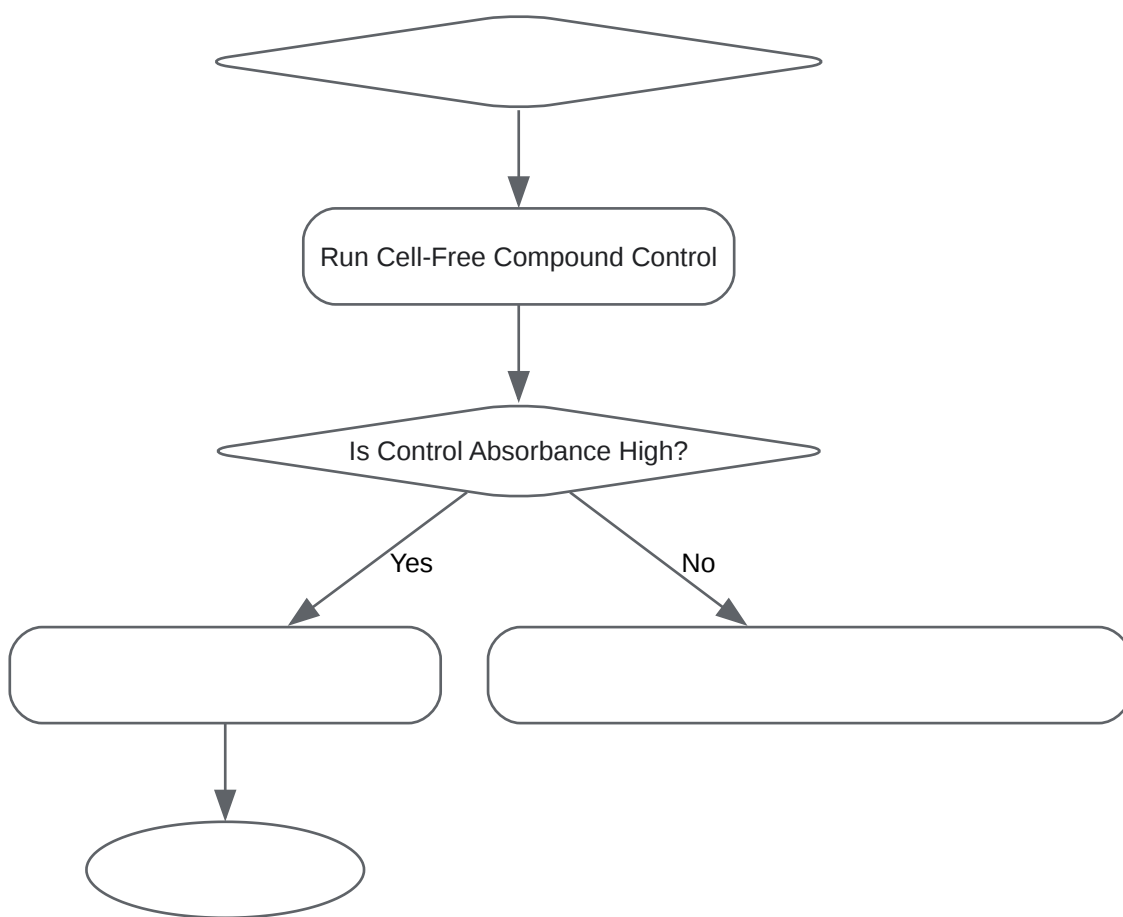 Run Cell-Free Compound Control
Is Control Absorbance High?
Yes
No